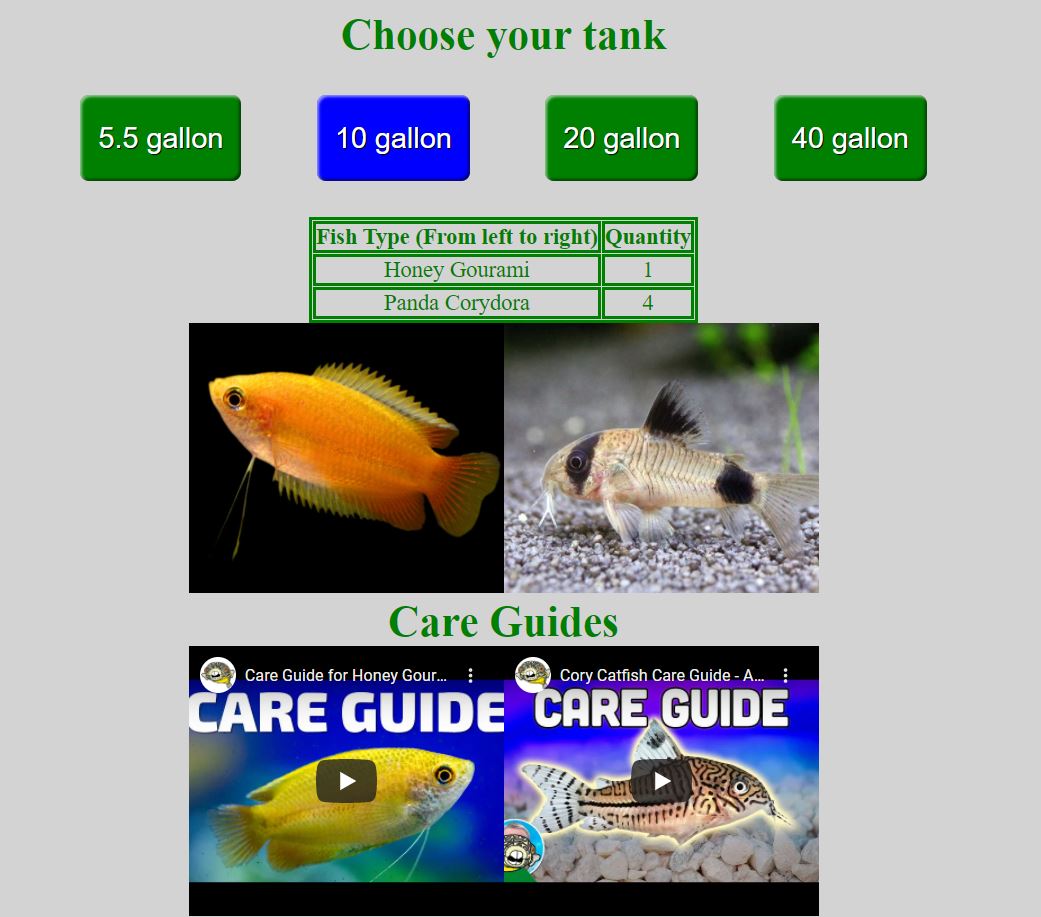 Choose your tank
5.5 gallon
10 gallon
20 gallon
40 gallon
Fish Type (From left to right) Quantity
Honey Gourami 1
Panda Corydora 4
Care Guides
Care Guide for Honey Gour...
CARE GUIDE
Cory Catfish Care Guide - A...
CARE GUIDE